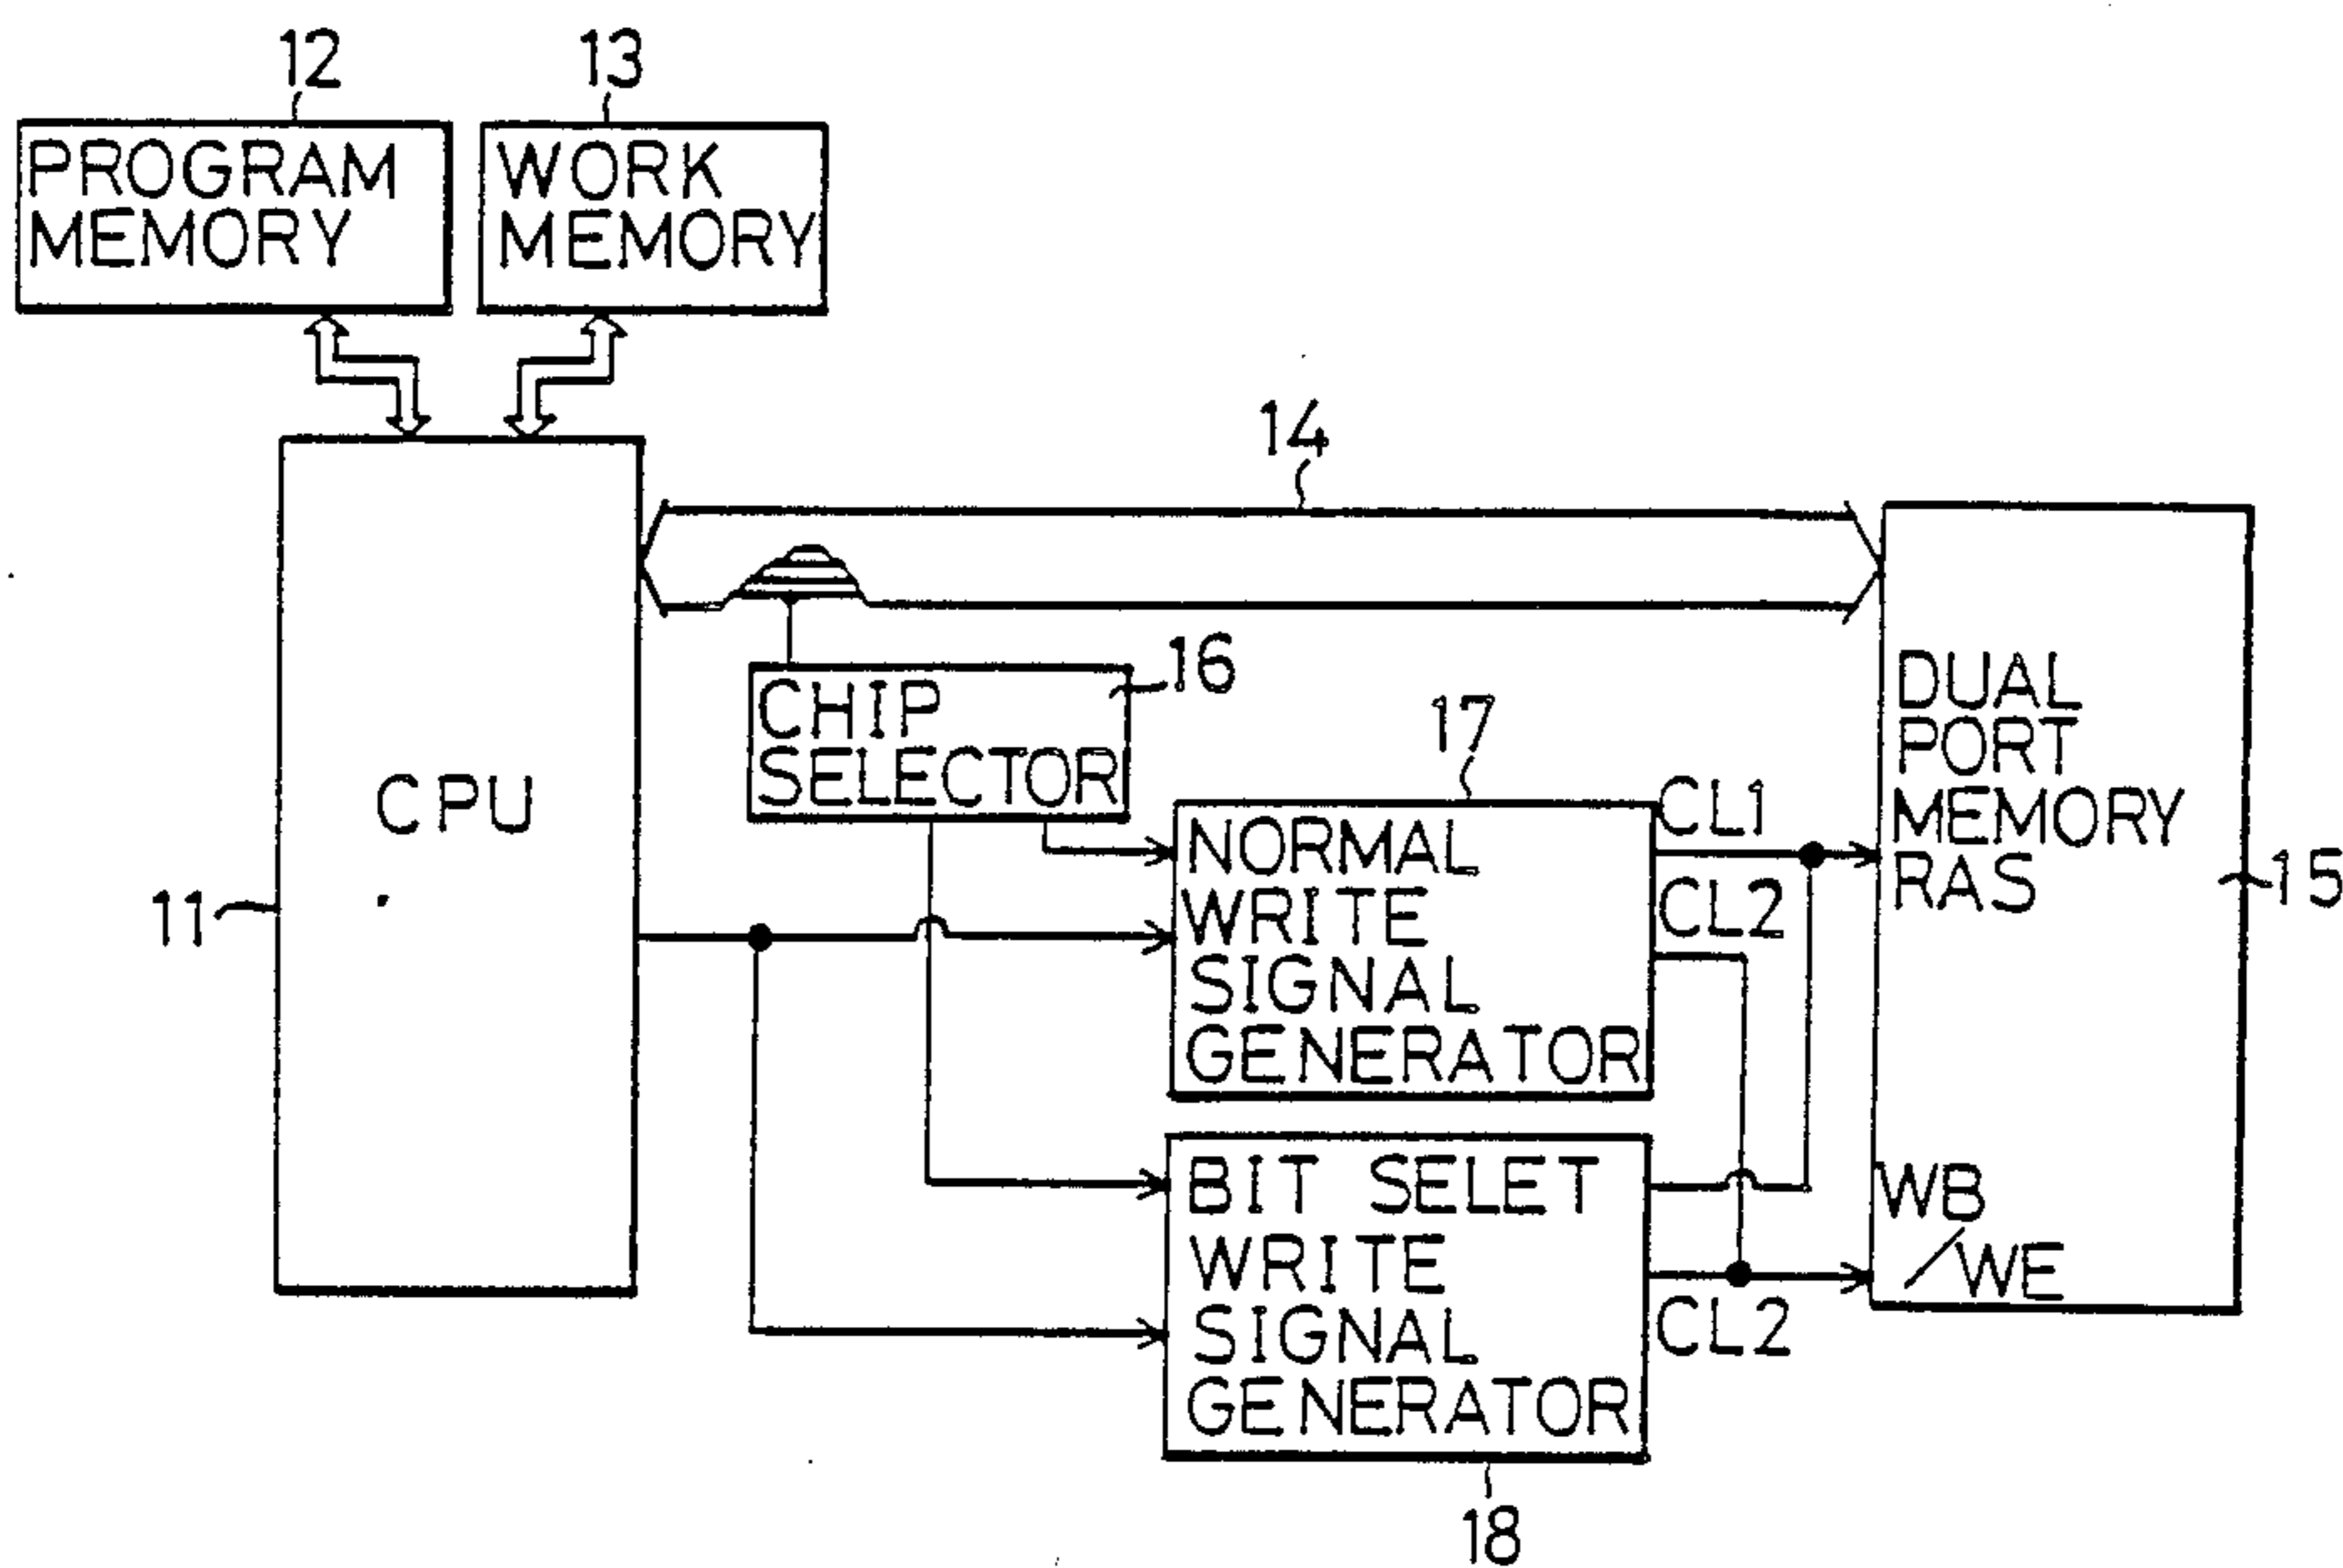 12
13
PROGRAM
MEMORY
WORK
MEMORY
14
16
CHIP
SELECTOR
17
CPU
11
NORMAL
WRITE
SIGNAL
GENERATOR
CL1
CL2
DUAL
PORT
MEMORY
RAS
15
BIT SELET
WRITE
SIGNAL
GENERATOR
CL2
WB
/WE
18